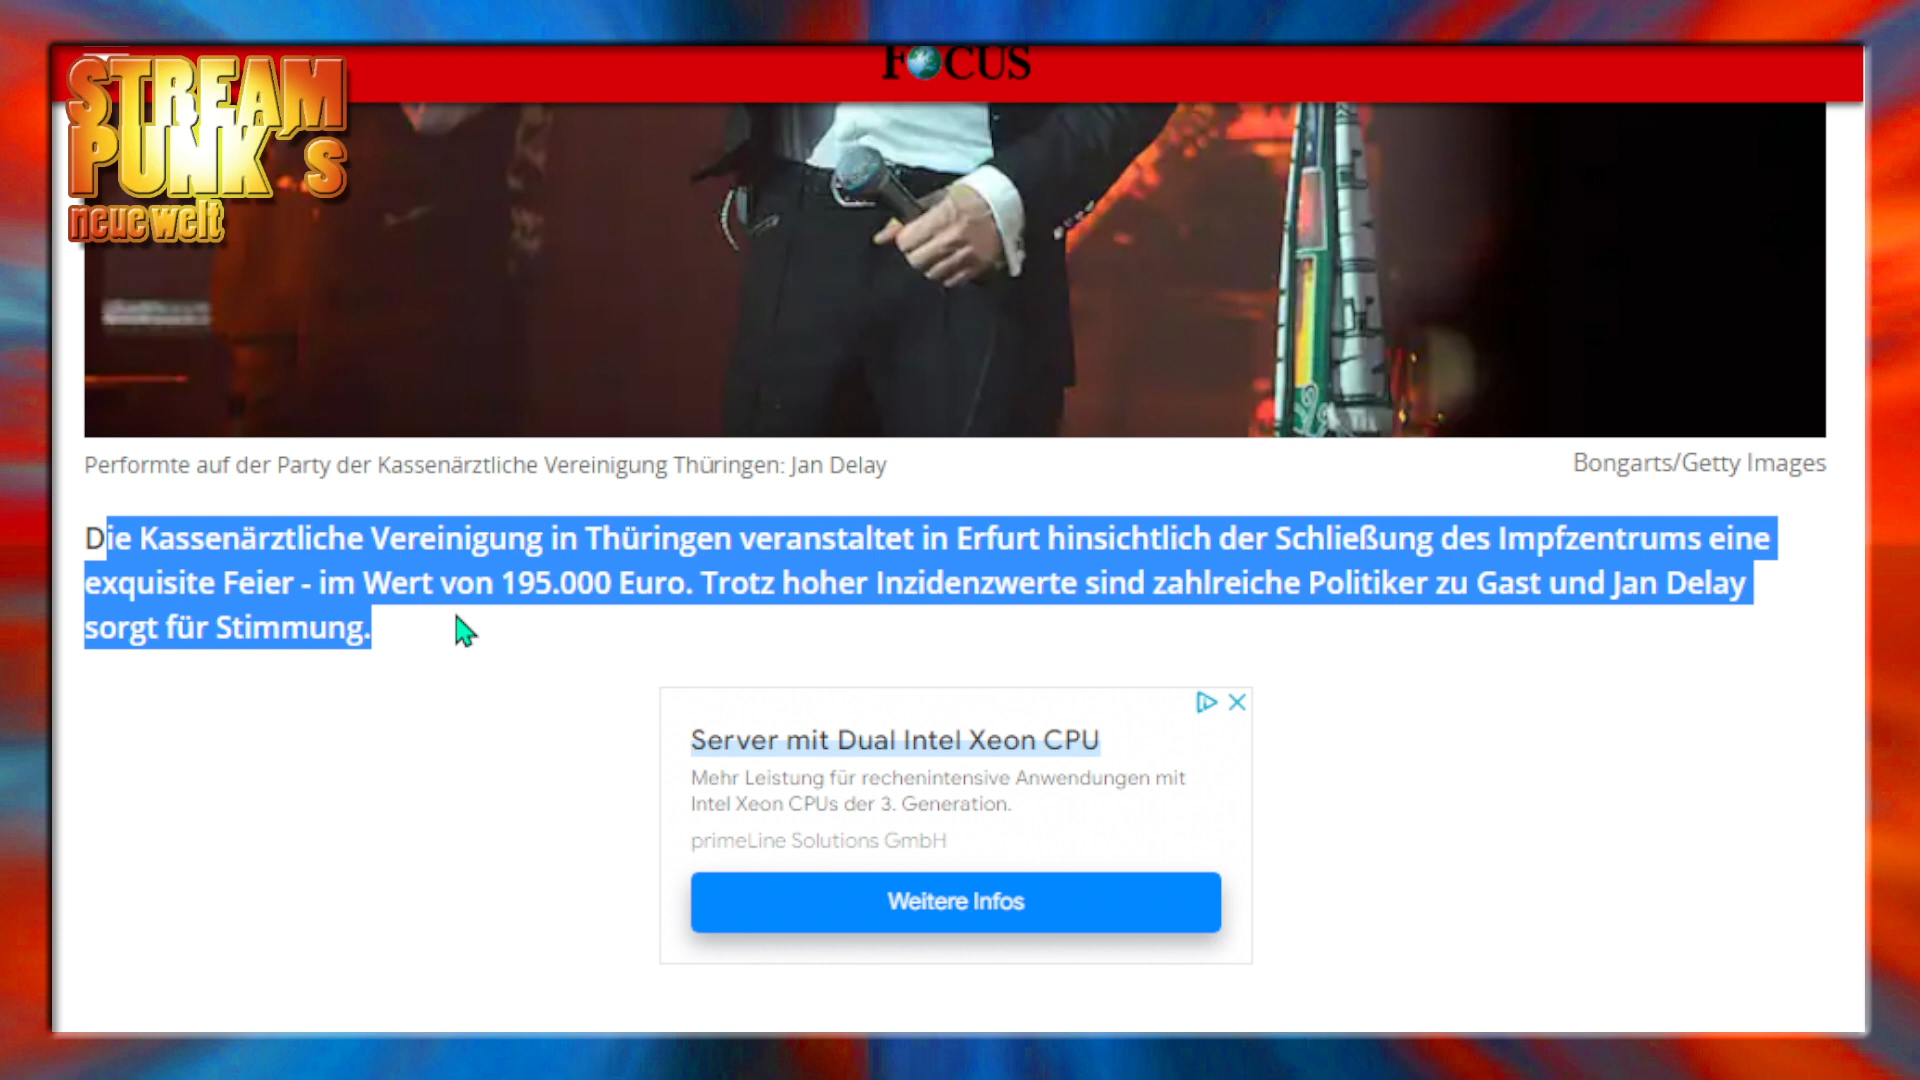 FOCUS
STREAM
PUNK´s
neue welt
Performte auf der Party der Kassenärztliche Vereinigung Thüringen: Jan Delay
Bongarts/Getty Images
Die Kassenärztliche Vereinigung in Thüringen veranstaltet in Erfurt hinsichtlich der Schließung des Impfzentrums eine
exquisite Feier - im Wert von 195.000 Euro. Trotz hoher Inzidenzwerte sind zahlreiche Politiker zu Gast und Jan Delay
sorgt für Stimmung.
Server mit Dual Intel Xeon CPU
Mehr Leistung für rechenintensive Anwendungen mit
Intel Xeon CPUs der 3. Generation.
primeLine Solutions GmbH
Weitere Infos